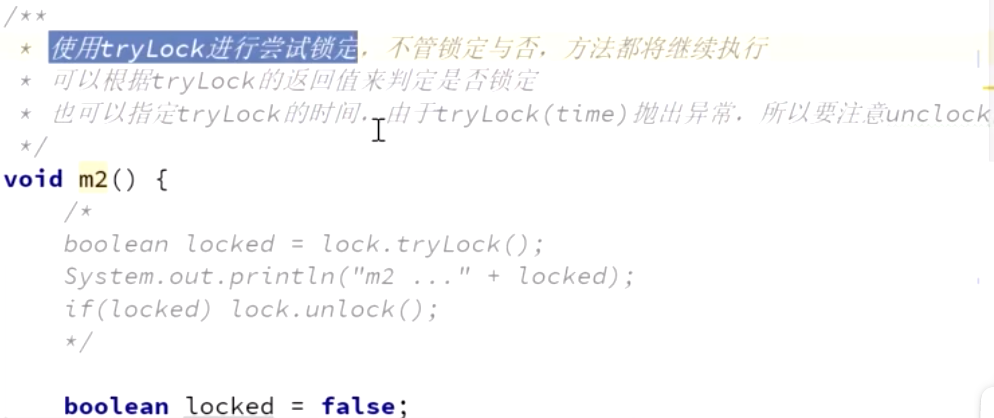 /**
* 使用tryLock进行尝试锁定，不管锁定与否，方法都将继续执行
* 可以根据tryLock的返回值来判定是否锁定
* 也可以指定tryLock的时间，由于tryLock(time)抛出异常，所以要注意unclock
*/
void m2() {
/*
boolean locked = lock.tryLock();
System.out.println("m2 ..." + locked);
if(locked) lock.unlock();
*/
boolean locked = false;